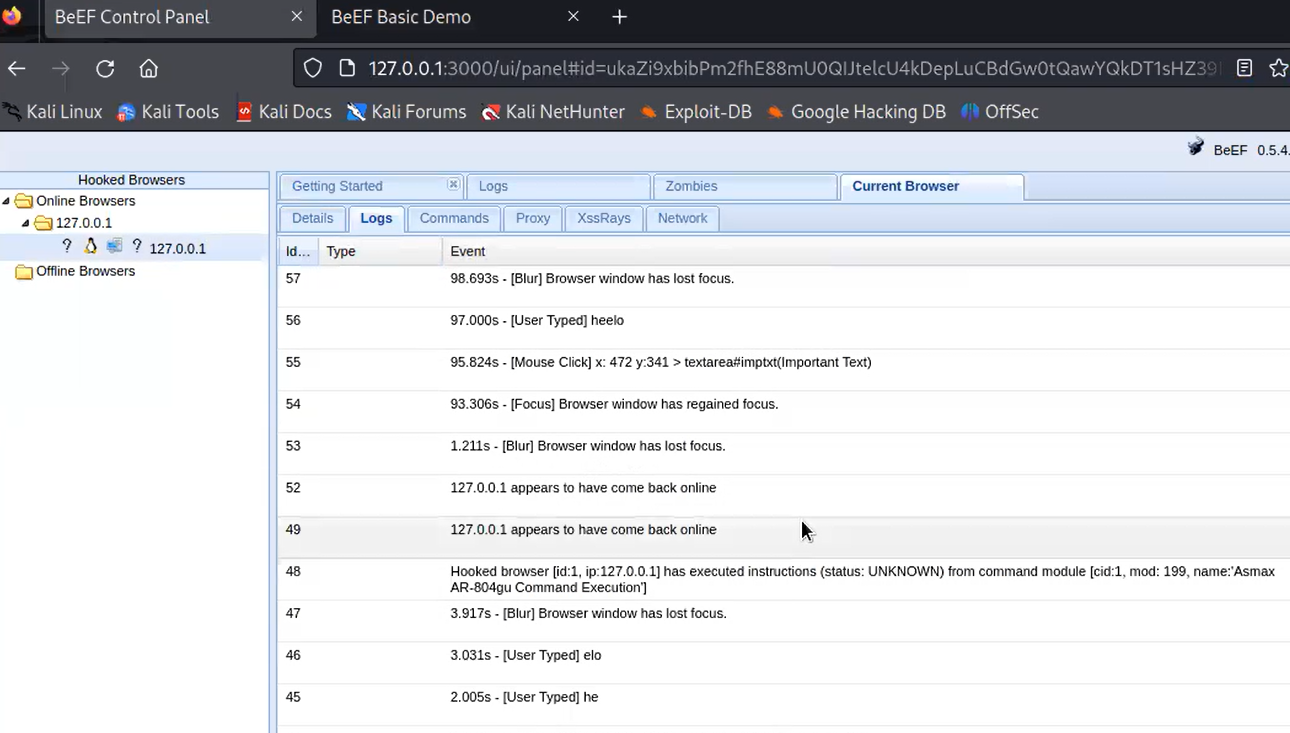 BeEF Control Panel
BeEF Basic Demo
127.0.0.1:3000/ui/panel#id=ukaZi9xbibPm2fhE88mU0QIJtelcU4kDepLuCBdGw0tQawYQkDT1sHZ39
Kali Linux Kali Tools Kali Docs Kali Forums Kali NetHunter Exploit-DB Google Hacking DB OffSec
BeEF 0.5.4.
Hooked Browsers
Online Browsers
127.0.0.1
? ? 127.0.0.1
Offline Browsers
Getting Started Logs Zombies Current Browser
Details Logs Commands Proxy XssRays Network
Id... Type Event
57 98.693s - [Blur] Browser window has lost focus.
56 97.000s - [User Typed] heelo
55 95.824s - [Mouse Click] x: 472 y:341 > textarea#imptxt(Important Text)
54 93.306s - [Focus] Browser window has regained focus.
53 1.211s - [Blur] Browser window has lost focus.
52 127.0.0.1 appears to have come back online
49 127.0.0.1 appears to have come back online
48 Hooked browser [id:1, ip:127.0.0.1] has executed instructions (status: UNKNOWN) from command module [cid:1, mod: 199, name:'Asmax
AR-804gu Command Execution']
47 3.917s - [Blur] Browser window has lost focus.
46 3.031s - [User Typed] elo
45 2.005s - [User Typed] he